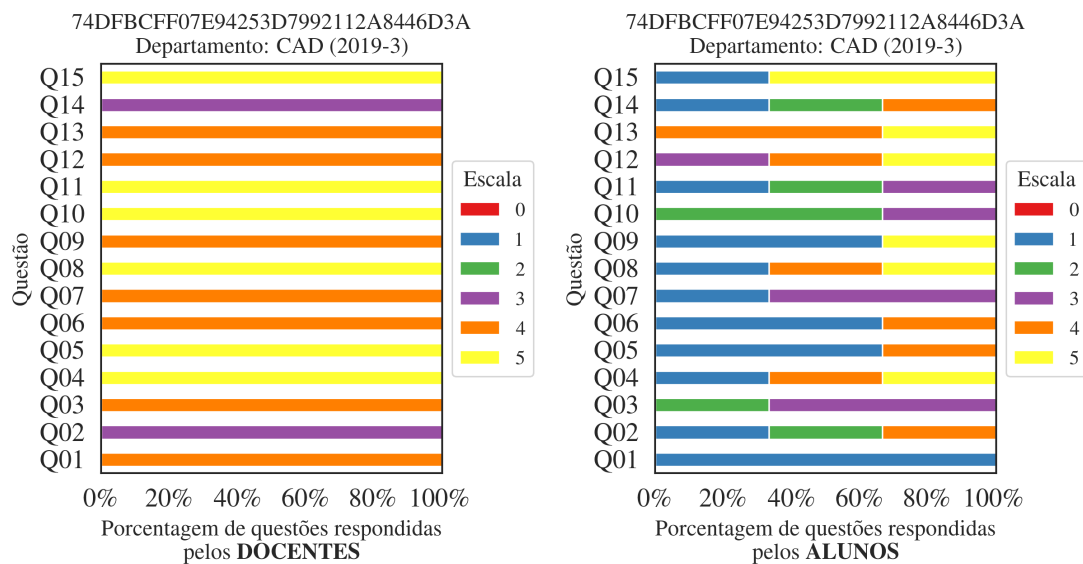 74DFBCFF07E94253D7992112A8446D3A
Departamento: CAD (2019-3)
Questão
Q15
Q14
Q13
Q12
Q11
Q10
Q09
Q08
Q07
Q06
Q05
Q04
Q03
Q02
Q01
0% 20% 40% 60% 80% 100%
Porcentagem de questões respondidas
pelos DOCENTES
Escala
0
1
2
3
4
5
74DFBCFF07E94253D7992112A8446D3A
Departamento: CAD (2019-3)
Questão
Q15
Q14
Q13
Q12
Q11
Q10
Q09
Q08
Q07
Q06
Q05
Q04
Q03
Q02
Q01
0% 20% 40% 60% 80% 100%
Porcentagem de questões respondidas
pelos ALUNOS
Escala
0
1
2
3
4
5